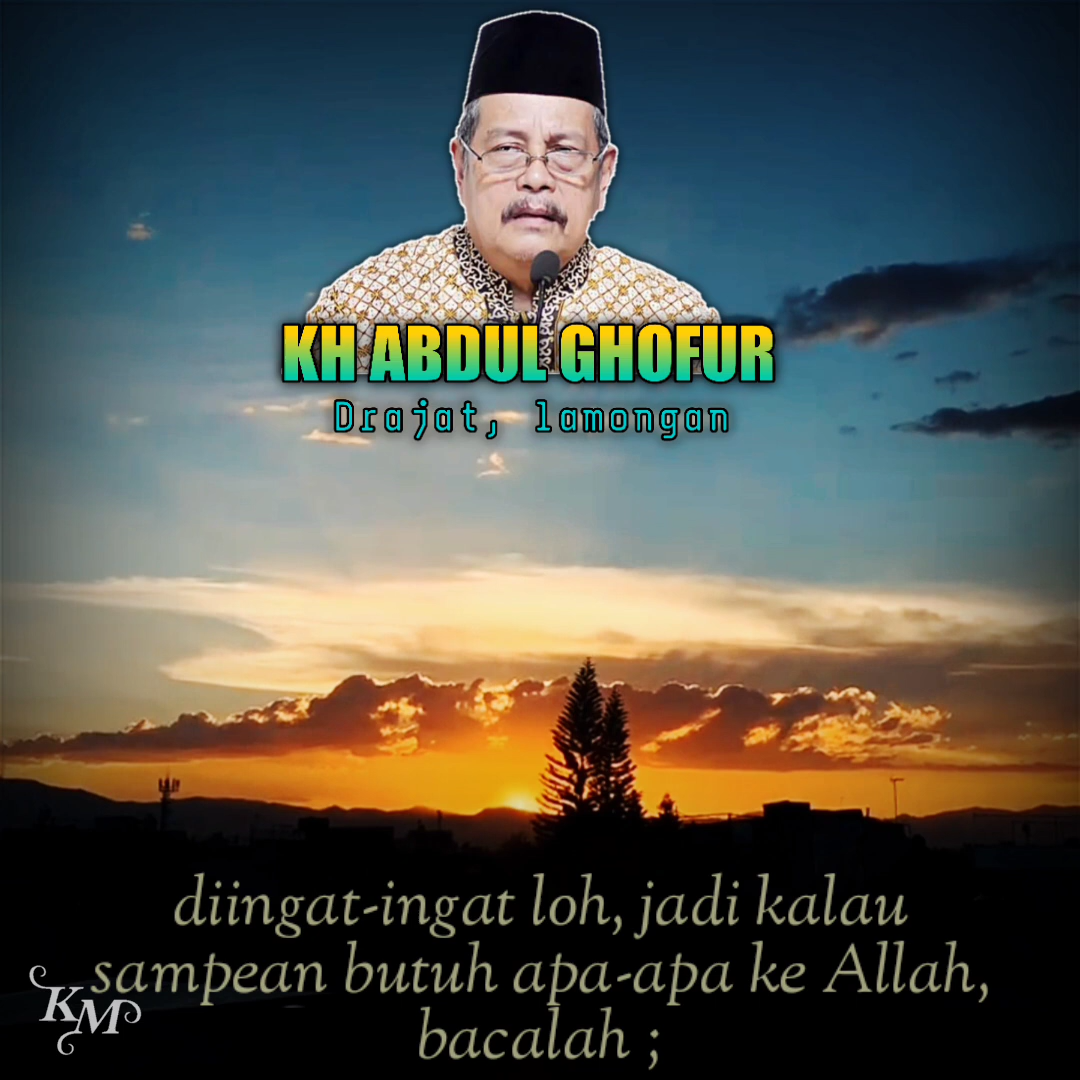 KH ABDUL GHOFUR
Drajat, lamongan
diingat-ingat loh, jadi kalau
sampean butuh apa-apa ke Allah,
bacalah ;
KM